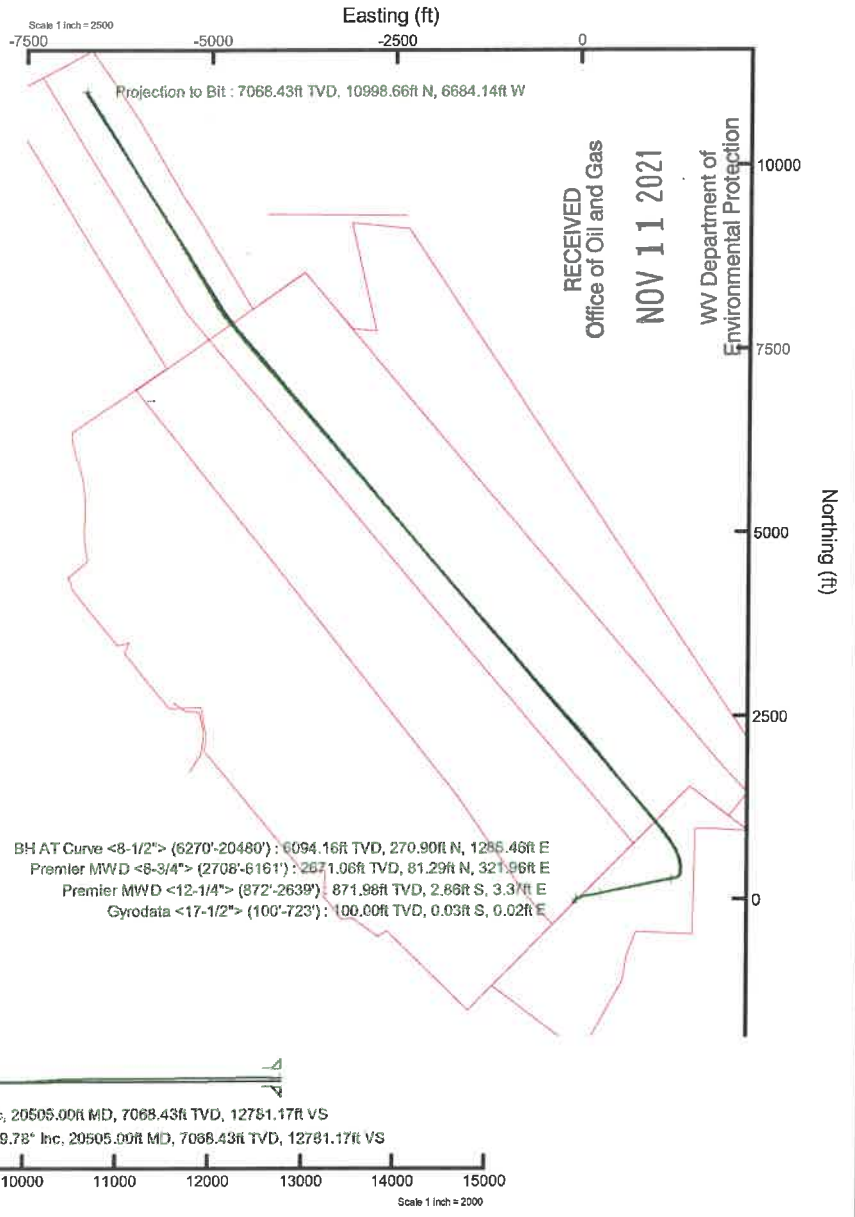 Easting (ft)
Scale 1 inch = 2500
-7500
-5000
-2500
0
Projection to Bit : 7068.43ft TVD, 10998.66ft N, 6684.14ft W
RECEIVED
Office of Oil and Gas
NOV 11 2021
WV Department of
Environmental Protection
10000
7500
5000
2500
0
Northing (ft)
BH AT Curve <8-1/2"> (6270'-20480') : 6094.16ft TVD, 270.90ft N, 1285.46ft E
Premier MWD <8-3/4"> (2708'-6161') : 2671.06ft TVD, 81.29ft N, 321.96ft E
Premier MWD <12-1/4"> (872'-2639') : 871.98ft TVD, 2.86ft S, 3.37ft E
Gyrodata <17-1/2"> (100'-723') : 100.00ft TVD, 0.03ft S, 0.02ft E
c, 20505.00ft MD, 7068.43ft TVD, 12781.17ft VS
9.78° Inc, 20505.00ft MD, 7068.43ft TVD, 12781.17ft VS
10000
11000
12000
13000
14000
15000
Scale 1 inch = 2000